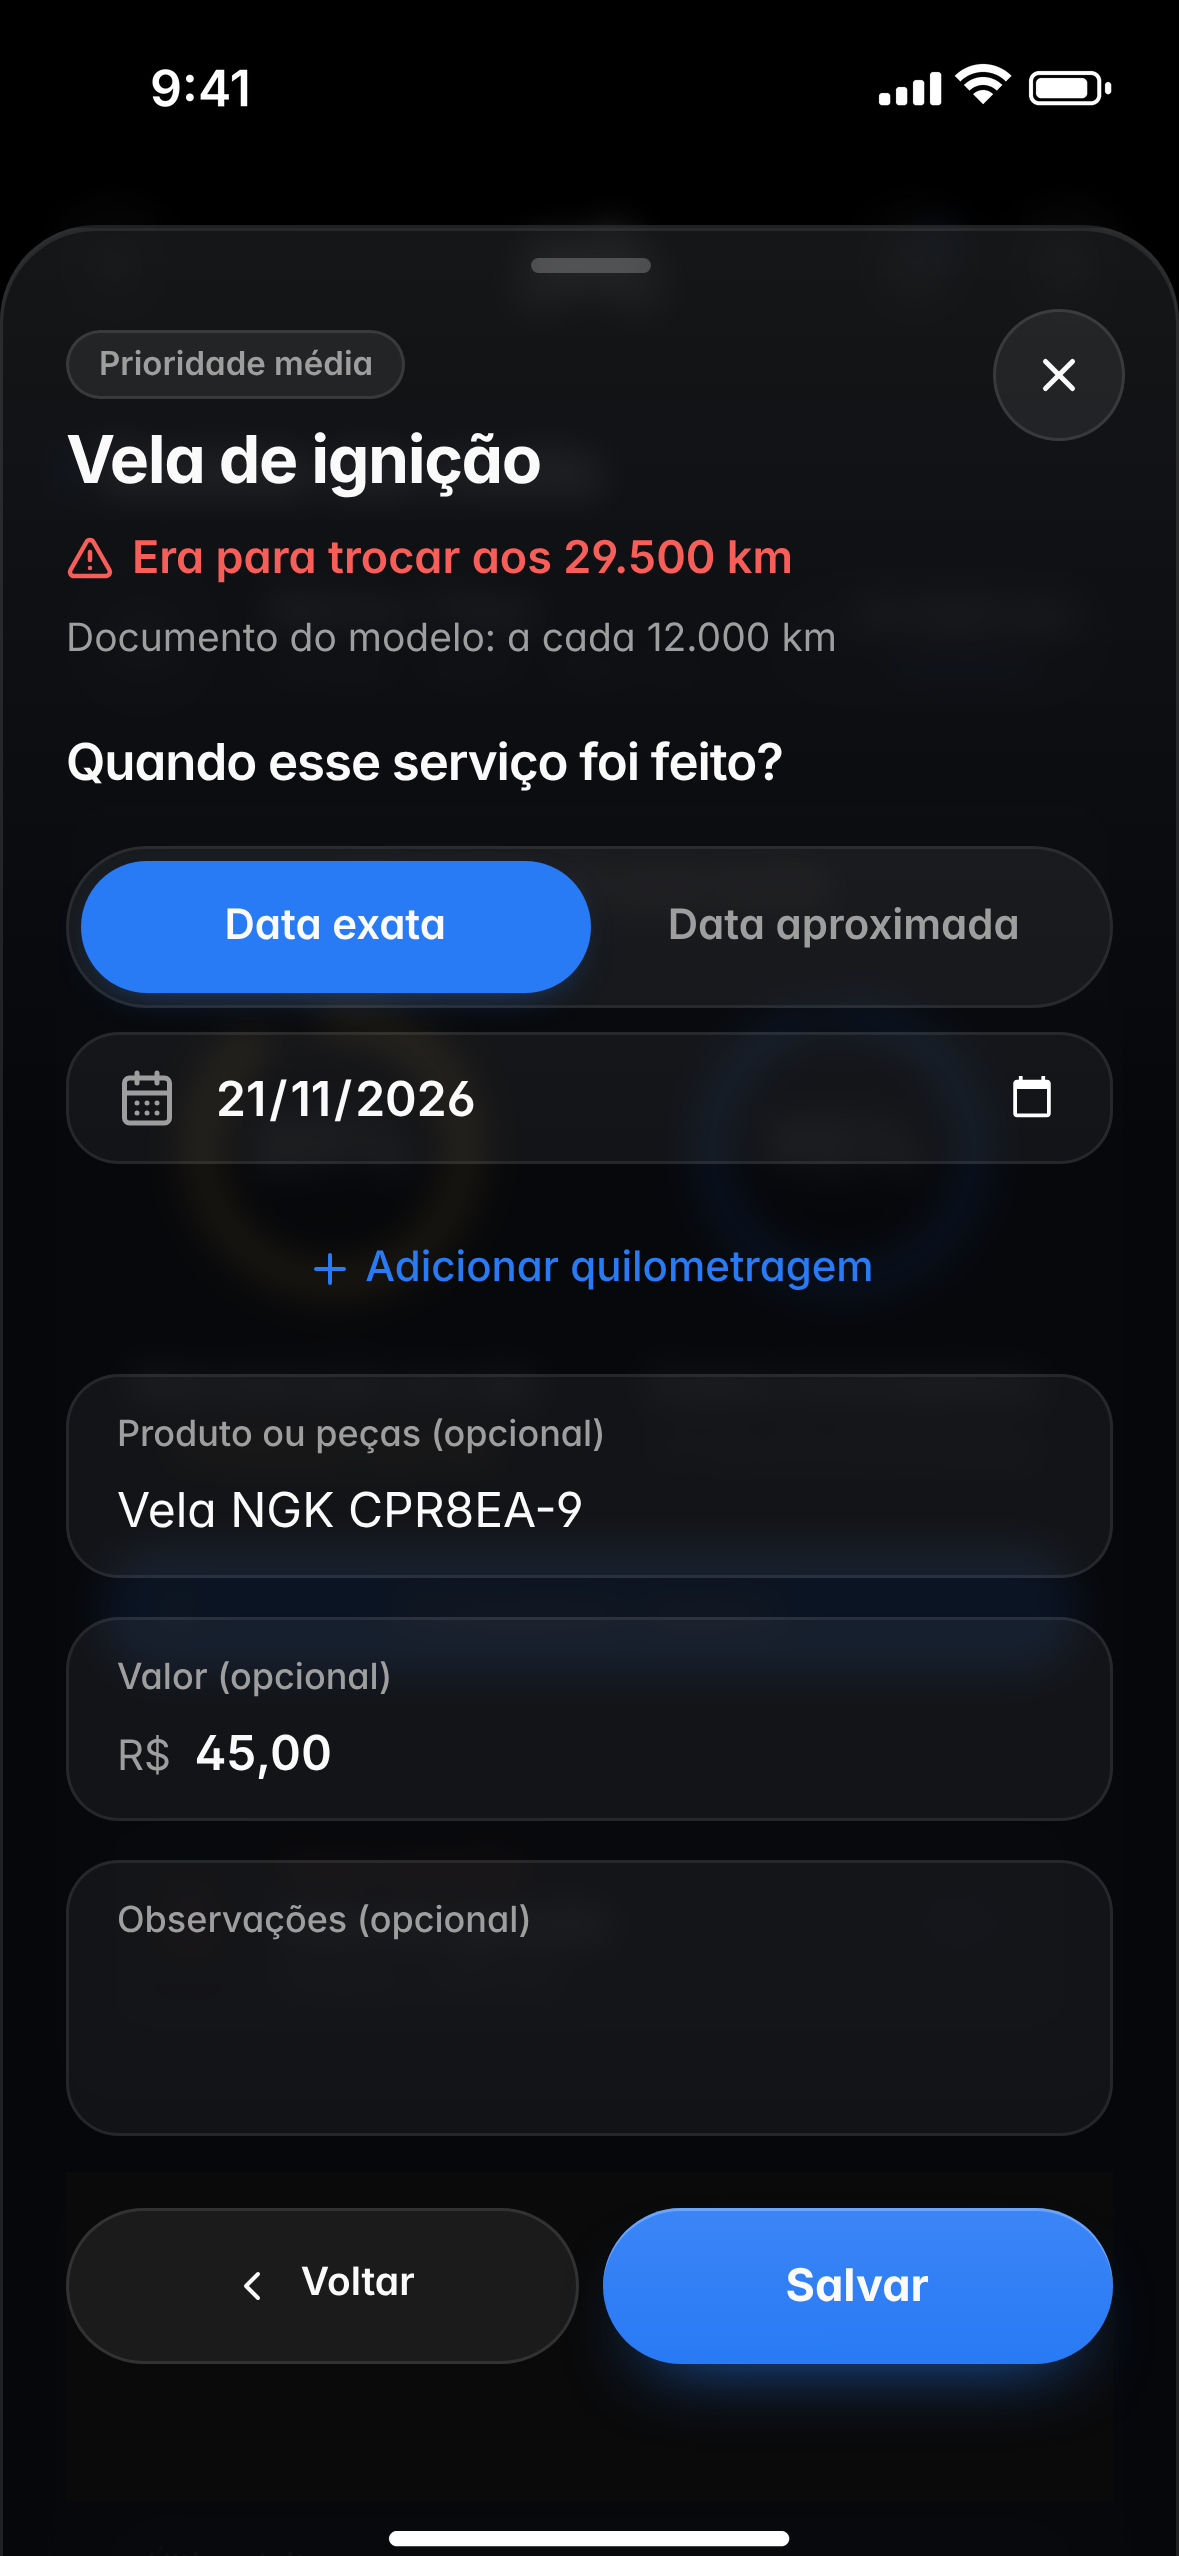 9:41
Prioridade média
Vela de ignição
Era para trocar aos 29.500 km
Documento do modelo: a cada 12.000 km
Quando esse serviço foi feito?
Data exata
Data aproximada
21/11/2026
+ Adicionar quilometragem
Produto ou peças (opcional)
Vela NGK CPR8EA-9
Valor (opcional)
R$ 45,00
Observações (opcional)
Voltar
Salvar